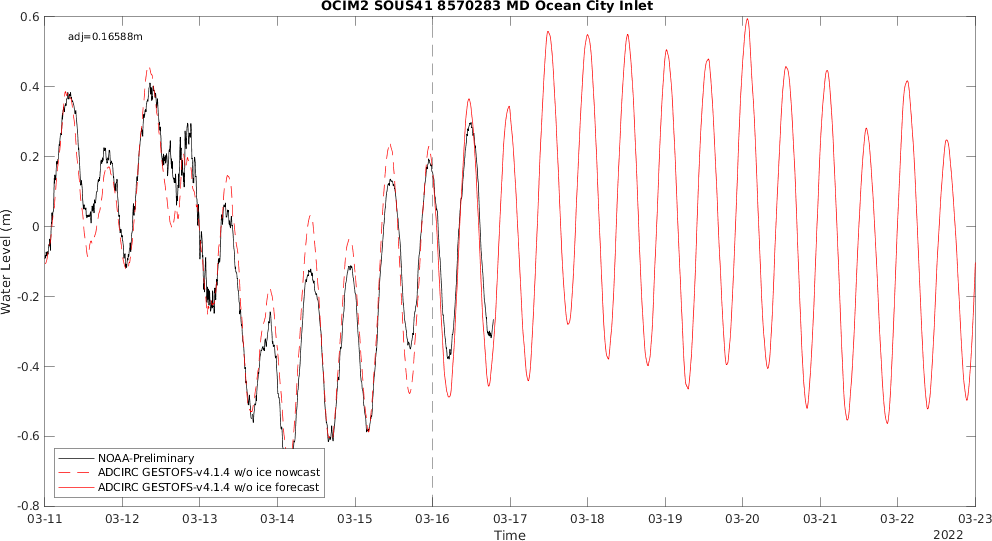 OCIM2 SOUS41 8570283 MD Ocean City Inlet
adj=0.16588m
0.6
0.4
0.2
0
-0.2
-0.4
-0.6
-0.8
Water Level (m)
NOAA-Preliminary
ADCIRC GESTOFS-v4.1.4 w/o ice nowcast
ADCIRC GESTOFS-v4.1.4 w/o ice forecast
03-11 03-12 03-13 03-14 03-15 03-16 03-17 03-18 03-19 03-20 03-21 03-22 03-23
Time
2022